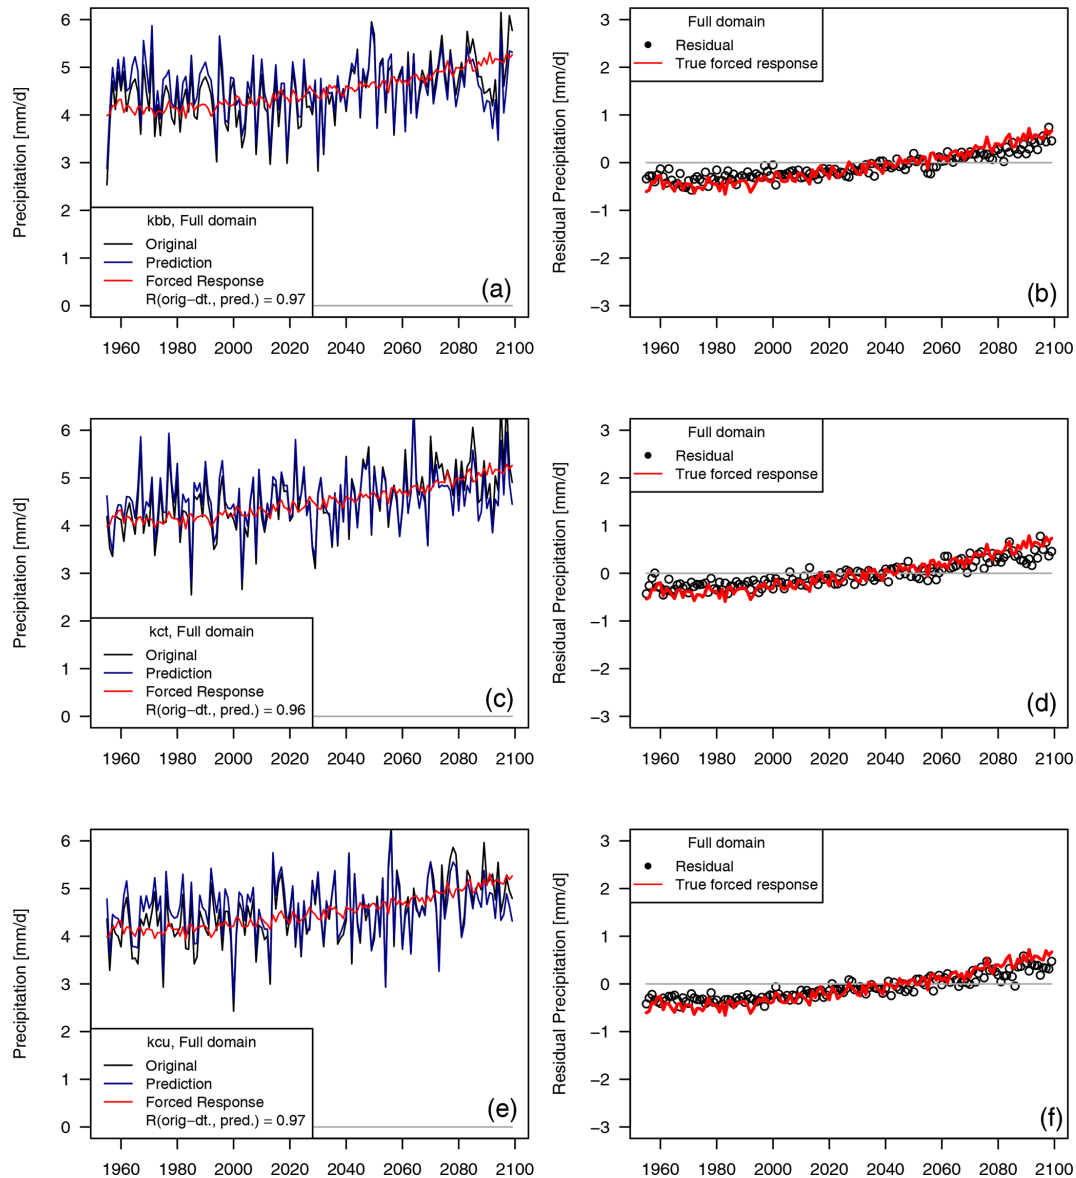 Precipitation [mm/d]
6
5
4
3
2
1
0
kbb, Full domain
Original
Prediction
Forced Response
R(orig−dt., pred.) = 0.97
(a)
1960 1980 2000 2020 2040 2060 2080 2100
Residual Precipitation [mm/d]
3
2
1
0
−1
−2
−3
Full domain
Residual
True forced response
(b)
1960 1980 2000 2020 2040 2060 2080 2100
Precipitation [mm/d]
6
5
4
3
2
1
0
kct, Full domain
Original
Prediction
Forced Response
R(orig−dt., pred.) = 0.96
(c)
1960 1980 2000 2020 2040 2060 2080 2100
Residual Precipitation [mm/d]
3
2
1
0
−1
−2
−3
Full domain
Residual
True forced response
(d)
1960 1980 2000 2020 2040 2060 2080 2100
Precipitation [mm/d]
6
5
4
3
2
1
0
kcu, Full domain
Original
Prediction
Forced Response
R(orig−dt., pred.) = 0.97
(e)
1960 1980 2000 2020 2040 2060 2080 2100
Residual Precipitation [mm/d]
3
2
1
0
−1
−2
−3
Full domain
Residual
True forced response
(f)
1960 1980 2000 2020 2040 2060 2080 2100